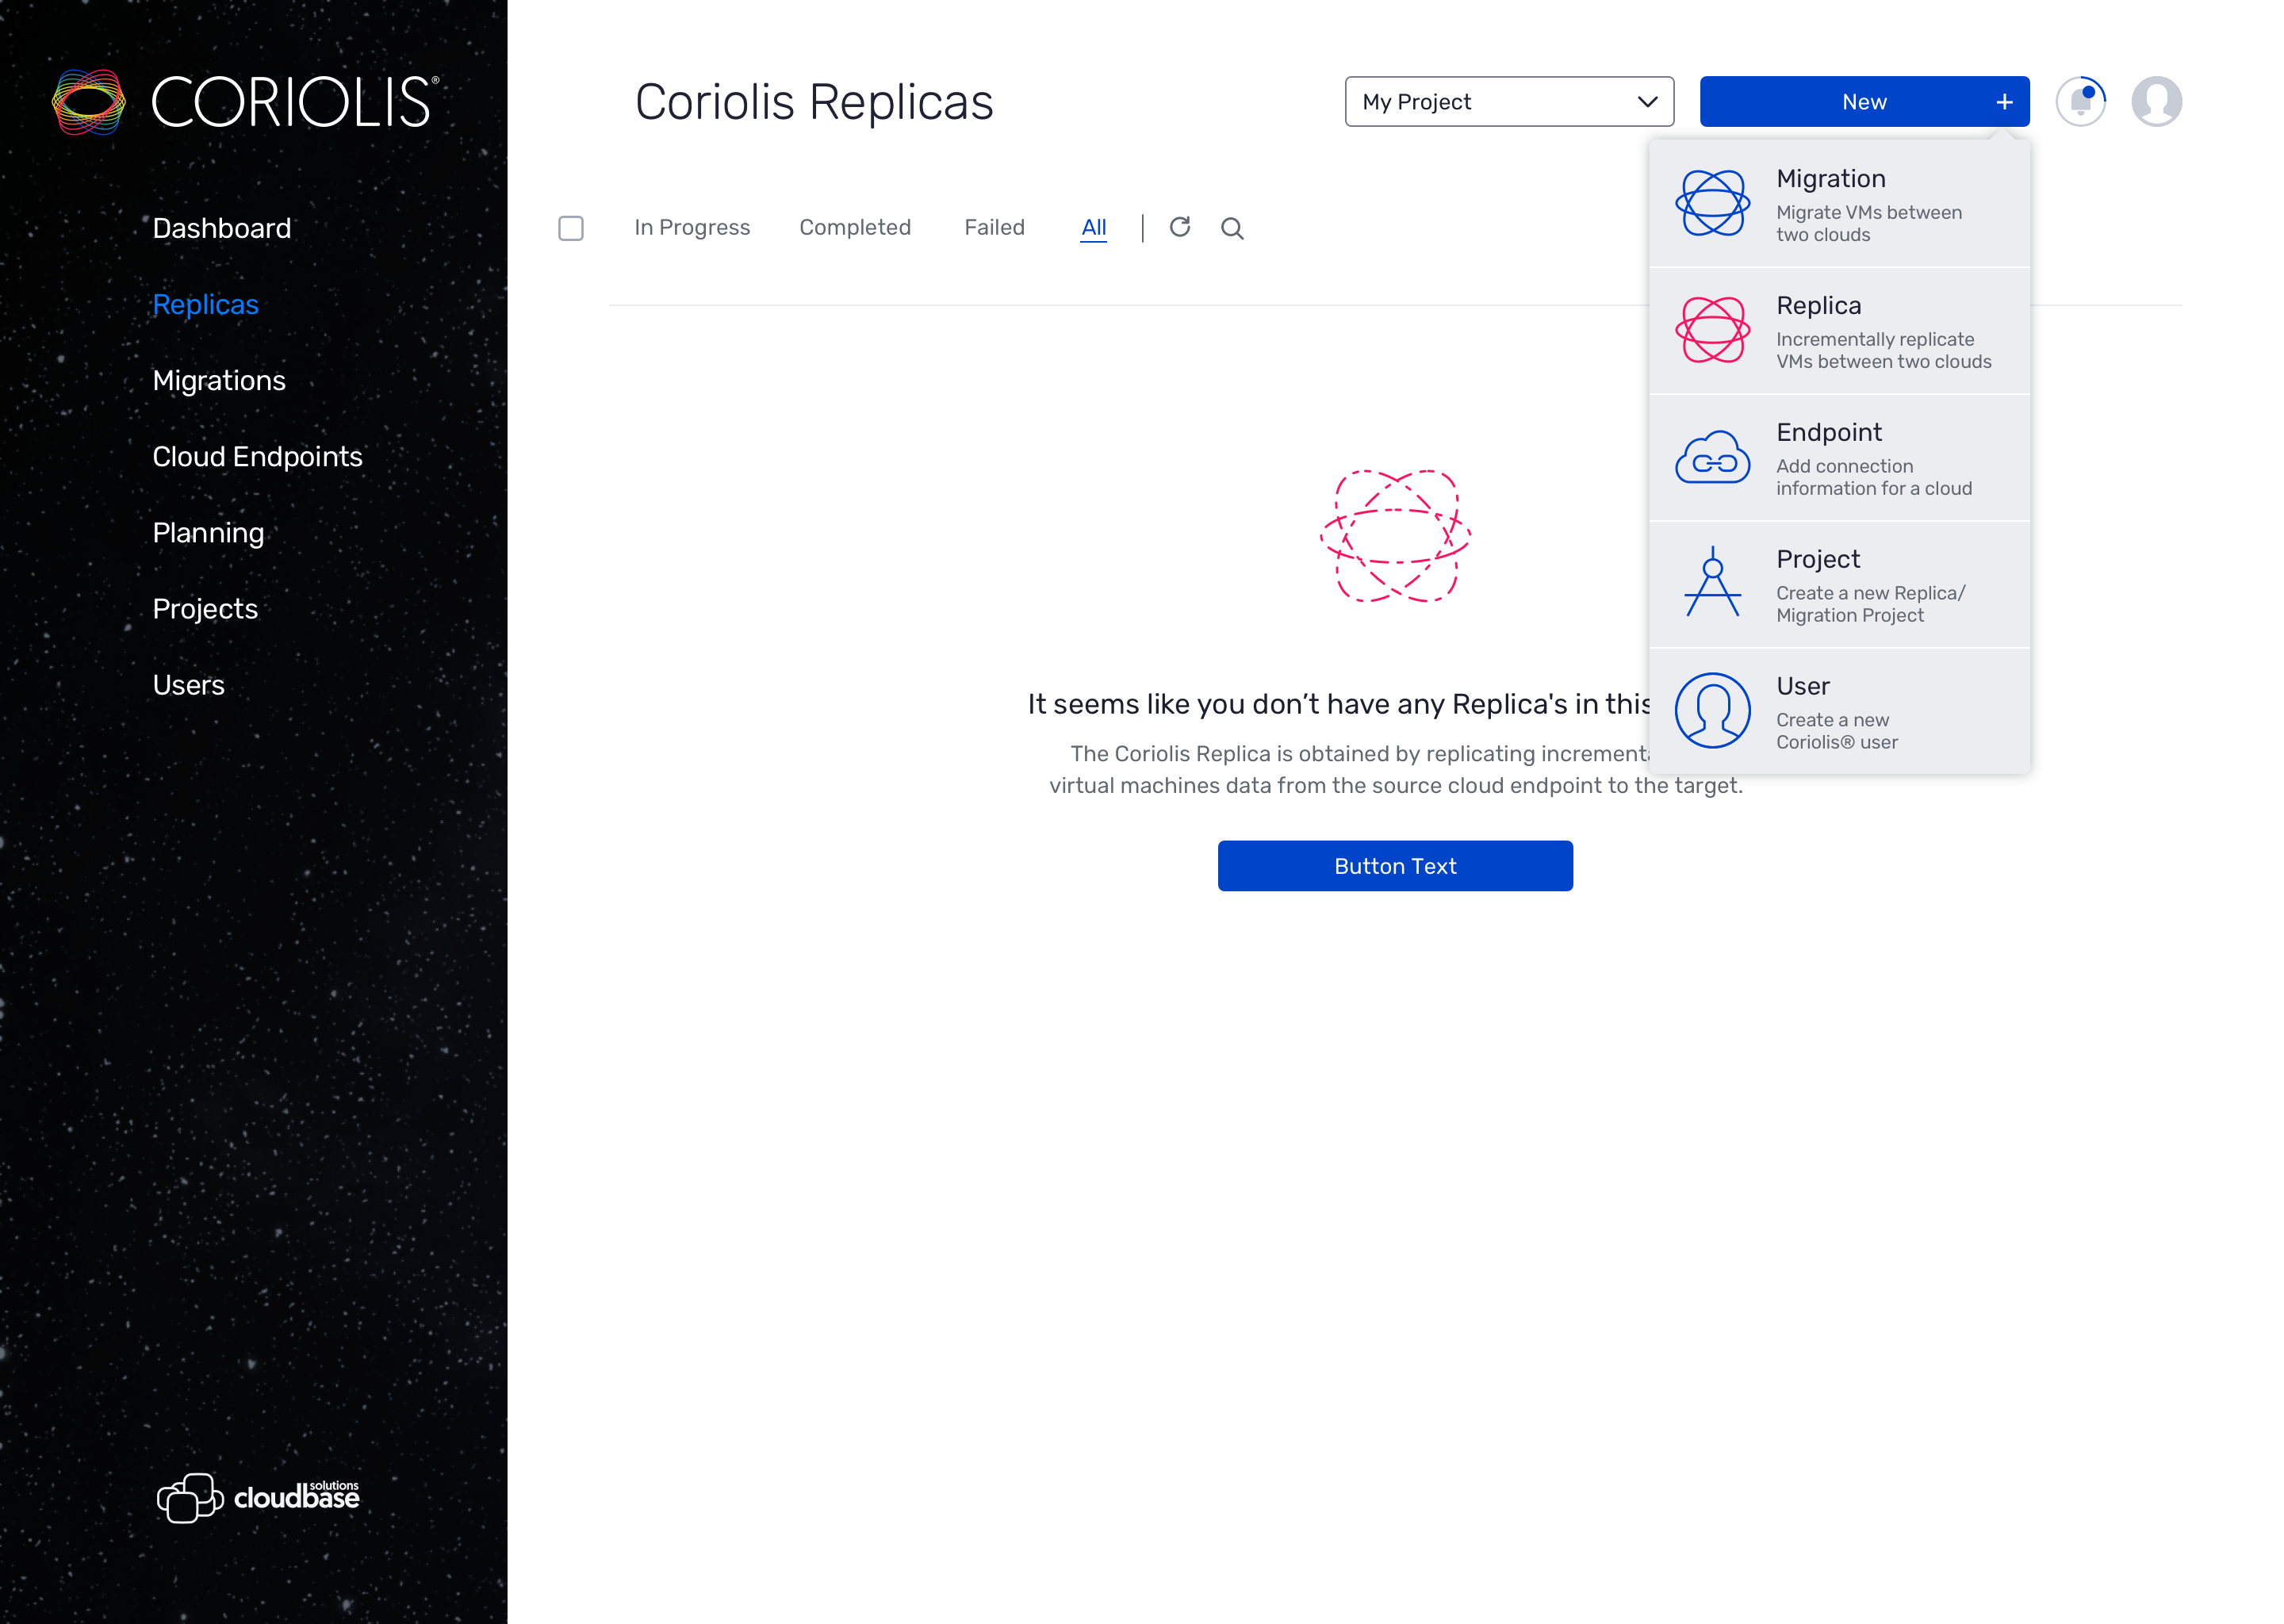 CORIOLIS®
Dashboard
Replicas
Migrations
Cloud Endpoints
Planning
Projects
Users
cloudbase solutions
Coriolis Replicas
My Project
New
In Progress
Completed
Failed
All
It seems like you don’t have any Replica's in this
The Coriolis Replica is obtained by replicating
virtual machines data from the source cloud endpoint to the target.
Button Text
Migration
Migrate VMs between
two clouds
Replica
Incrementally replicate
VMs between two clouds
Endpoint
Add connection
information for a cloud
Project
Create a new Replica/
Migration Project
User
Create a new
Coriolis® user